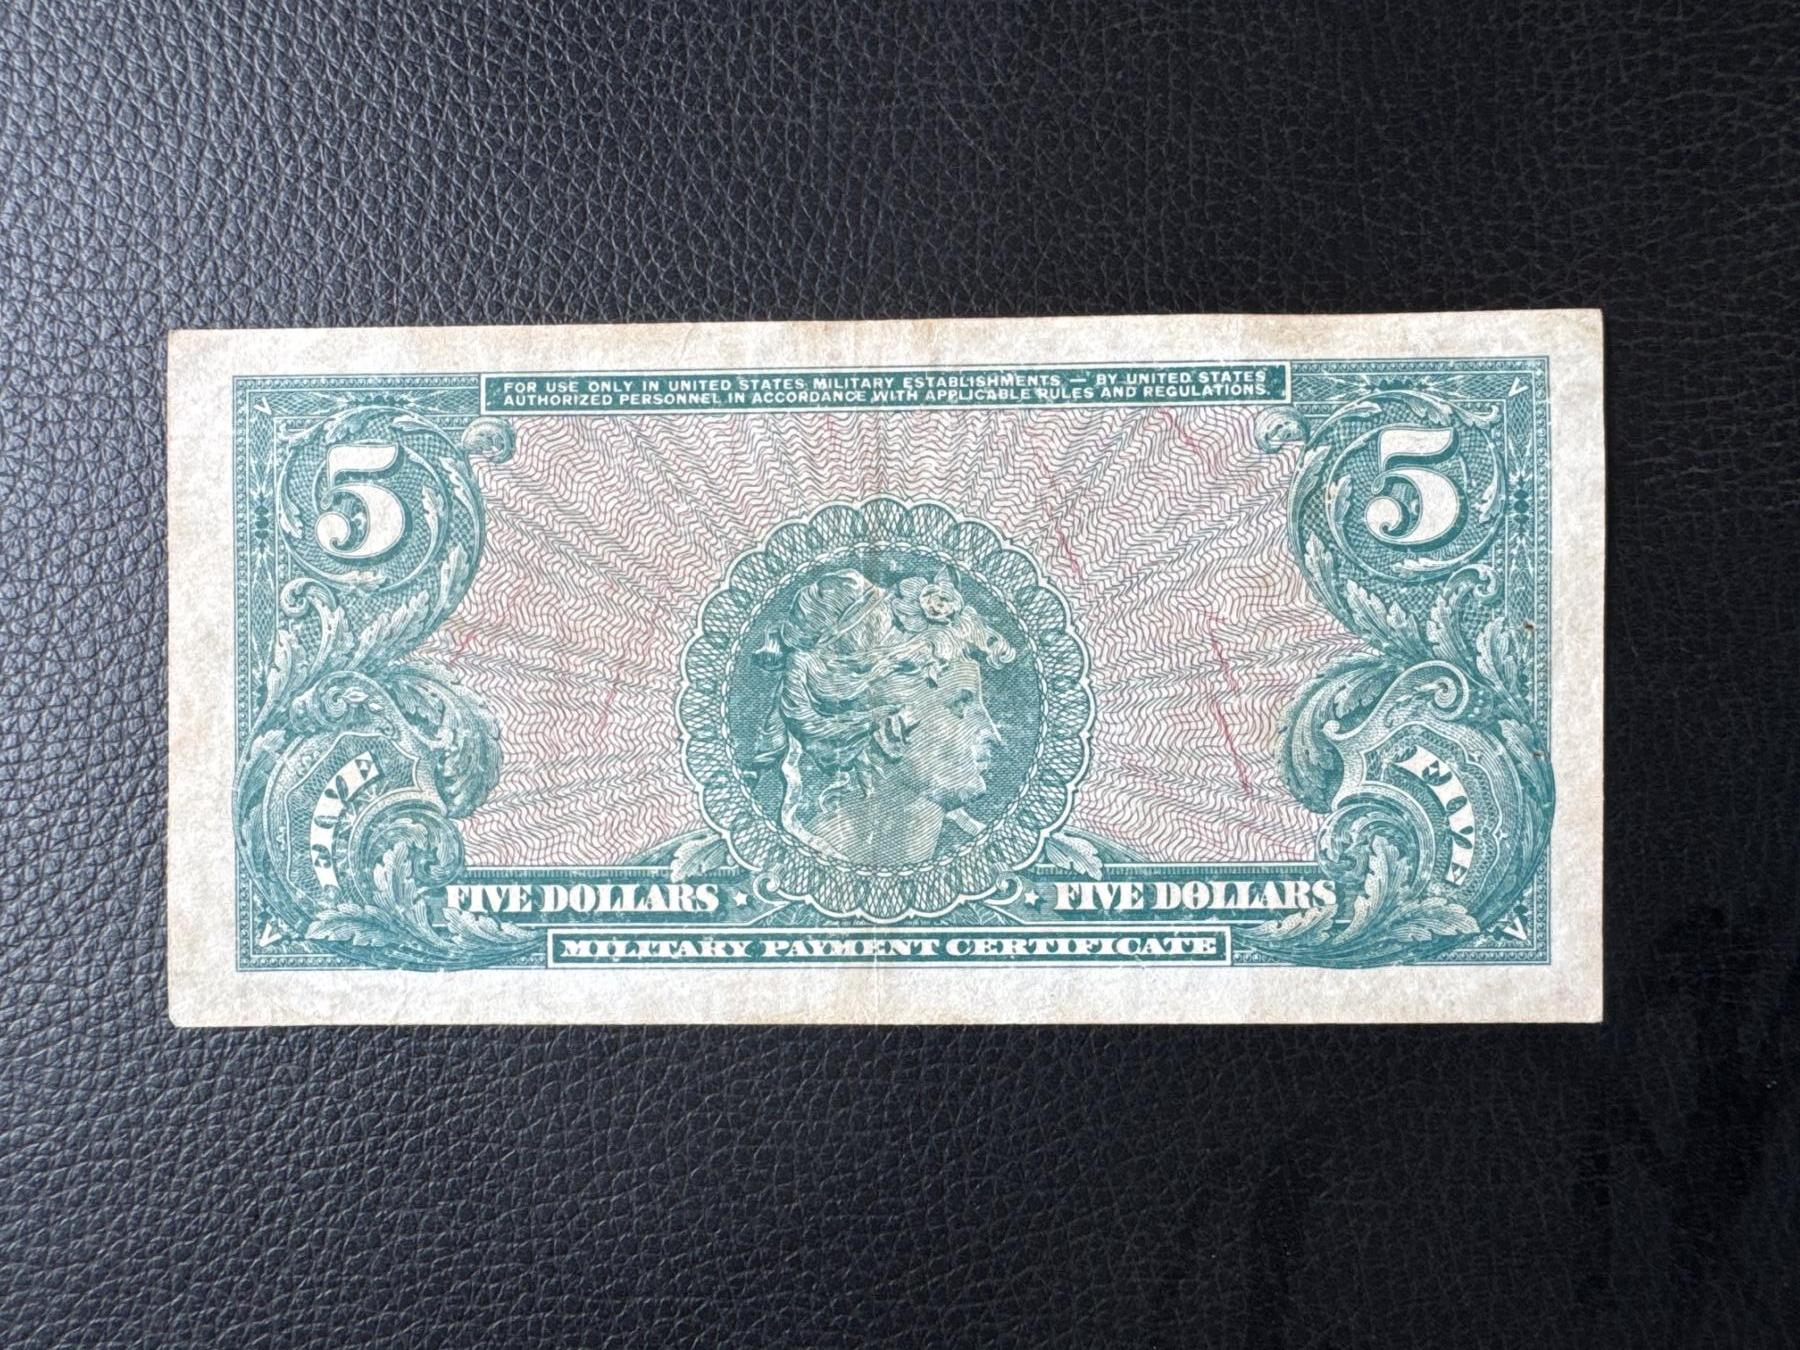 FOR USE ONLY IN UNITED STATES MILITARY ESTABLISHMENTS — BY UNITED STATES
AUTHORIZED PERSONNEL IN ACCORDANCE WITH APPLICABLE RULES AND REGULATIONS.
5 5
FIVE FIVE
FIVE DOLLARS FIVE DOLLARS
MILITARY PAYMENT CERTIFICATE